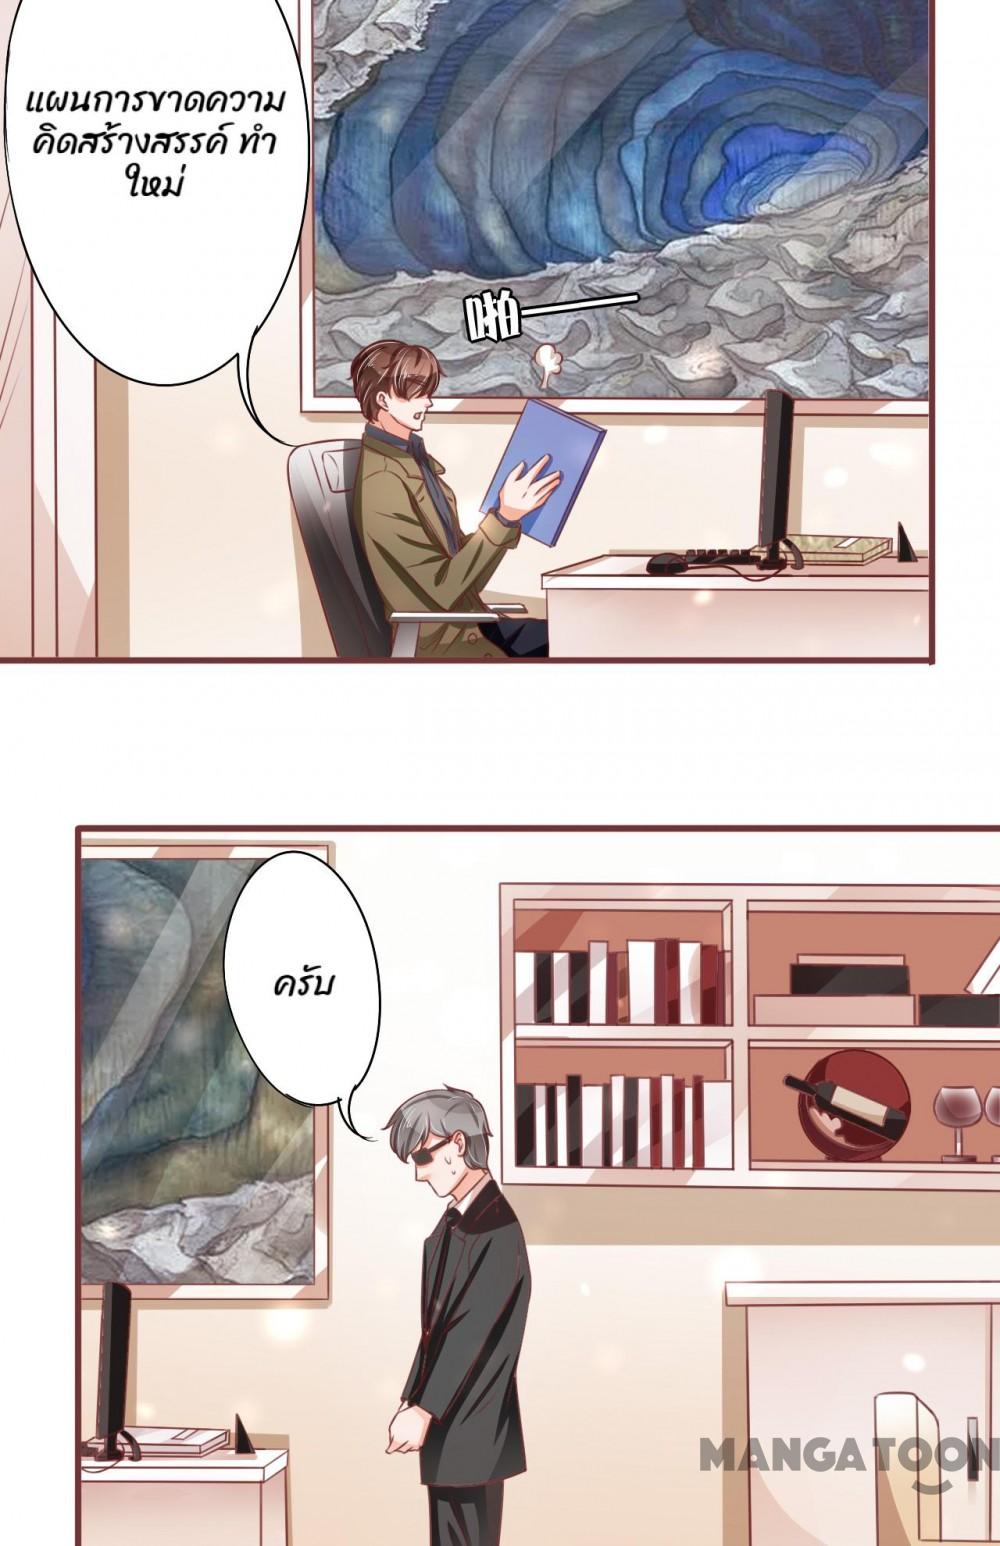 แผนการขาดความ
คิดสร้างสรรค์ ทำ
ใหม่
啪
ครับ
MANGATOON